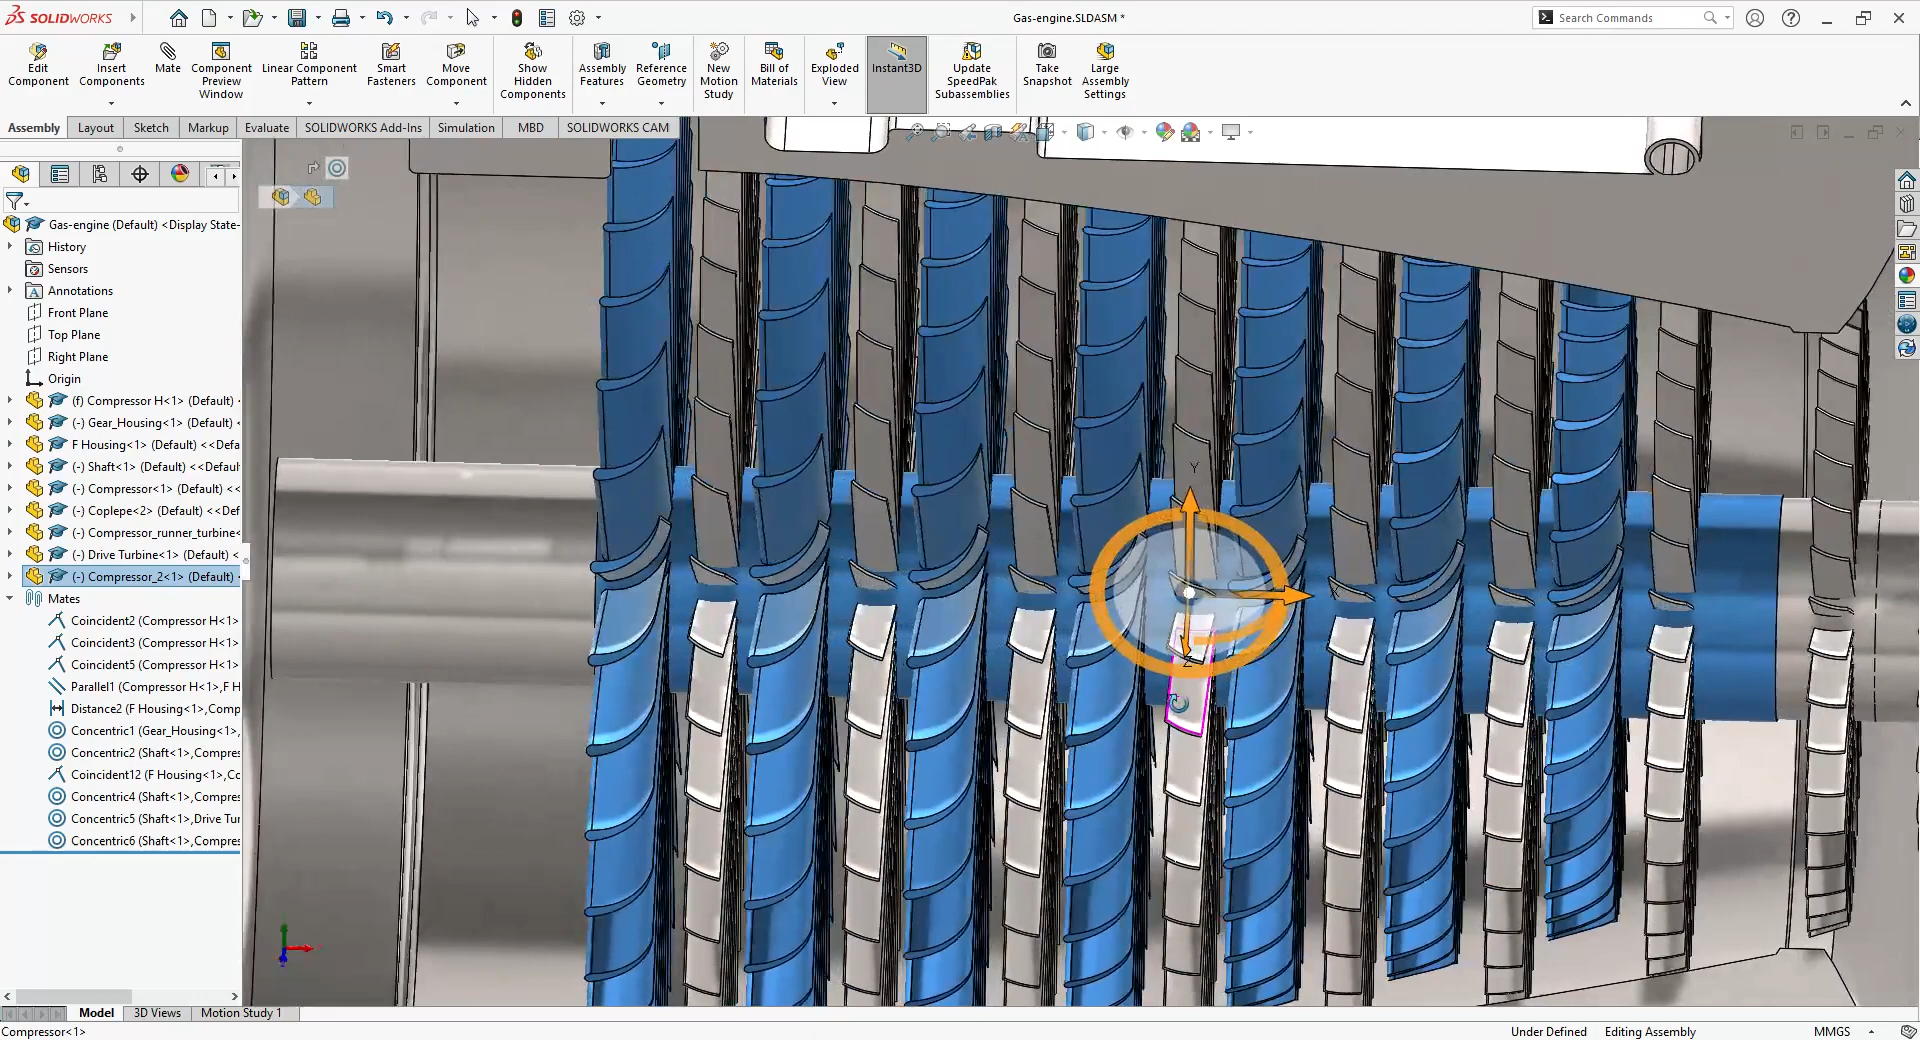 SOLIDWORKS
Gas-engine.SLDASM *
Search Commands
Edit
Component
Insert
Components
Mate
Component
Preview
Window
Linear Component
Pattern
Smart
Fasteners
Move
Component
Show
Hidden
Components
Assembly
Features
Reference
Geometry
New
Motion
Study
Bill of
Materials
Exploded
View
Instant3D
Update
SpeedPak
Subassemblies
Take
Snapshot
Large
Assembly
Settings
Assembly
Layout
Sketch
Markup
Evaluate
SOLIDWORKS Add-Ins
Simulation
MBD
SOLIDWORKS CAM
Gas-engine (Default) <Display State-
History
Sensors
Annotations
Front Plane
Top Plane
Right Plane
Origin
(f) Compressor H<1> (Default)
(-) Gear_Housing<1> (Default)
F Housing<1> (Default) <<Defa
(-) Shaft<1> (Default) <<Defaul
(-) Compressor<1> (Default) <<
(-) Coplepe<2> (Default) <<Def
(-) Compressor_runner_turbine<
(-) Drive Turbine<1> (Default) <
(-) Compressor_2<1> (Default)
Mates
Coincident2 (Compressor H<1>
Coincident3 (Compressor H<1>
Coincident5 (Compressor H<1>
Parallel1 (Compressor H<1>,F H
Distance2 (F Housing<1>,Comp
Concentric1 (Gear_Housing<1>,
Concentric2 (Shaft<1>,Compres
Coincident12 (F Housing<1>,Cc
Concentric4 (Shaft<1>,Compres
Concentric5 (Shaft<1>,Drive Tur
Concentric6 (Shaft<1>,Compres
Y
X
Z
Model
3D Views
Motion Study 1
Compressor<1>
Under Defined
Editing Assembly
MMGS